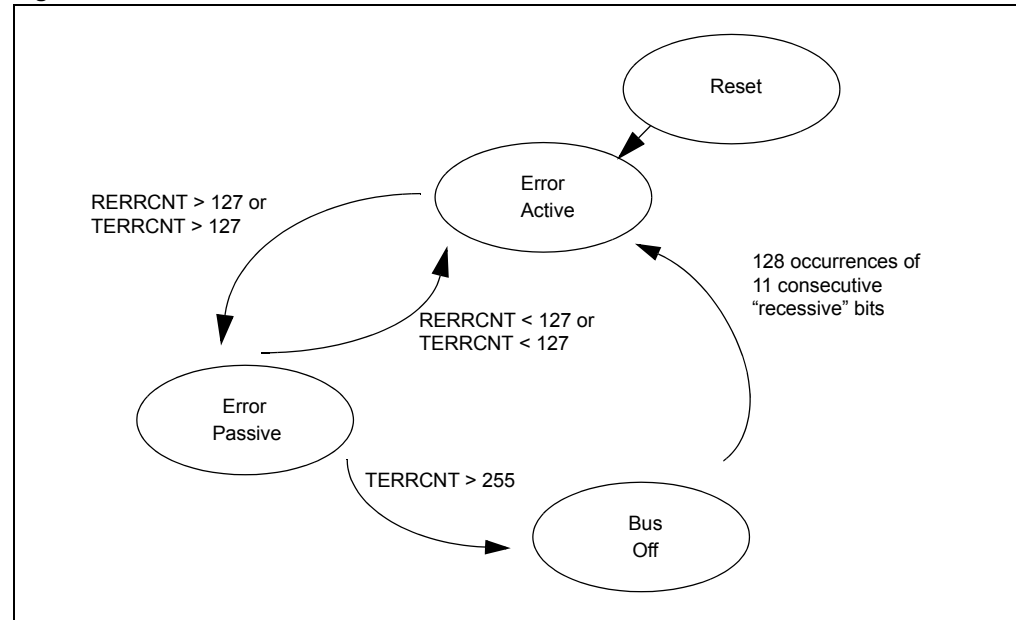 Reset
Error
Active
RERRCNT > 127 or
TERRCNT > 127
128 occurrences of
11 consecutive
“recessive” bits
RERRCNT < 127 or
TERRCNT < 127
Error
Passive
TERRCNT > 255
Bus
Off